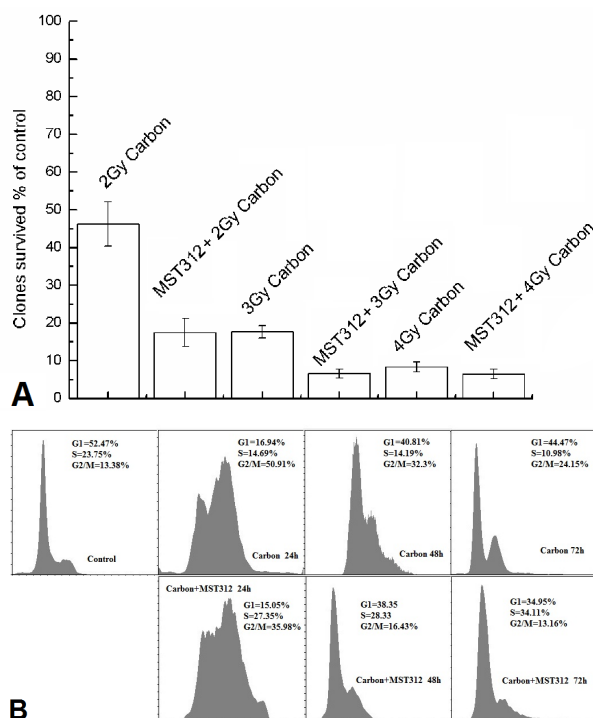 100
90
80
70
60
50
40
30
20
10
0
Clones survived % of control
2Gy Carbon
MST312 + 2Gy Carbon
3Gy Carbon
MST312 + 3Gy Carbon
4Gy Carbon
MST312 + 4Gy Carbon
A
G1=52.47%
S=23.75%
G2/M=13.38%
Control
G1=16.94%
S=14.69%
G2/M=50.91%
Carbon 24h
G1=40.81%
S=14.19%
G2/M=32.3%
Carbon 48h
G1=44.47%
S=10.98%
G2/M=24.15%
Carbon 72h
Carbon+MST312 24h
G1=15.05%
S=27.35%
G2/M=35.98%
G1=38.35
S=28.33
G2/M=16.43%
Carbon+MST312 48h
G1=34.95%
S=34.11%
G2/M=13.16%
Carbon+MST312 72h
B